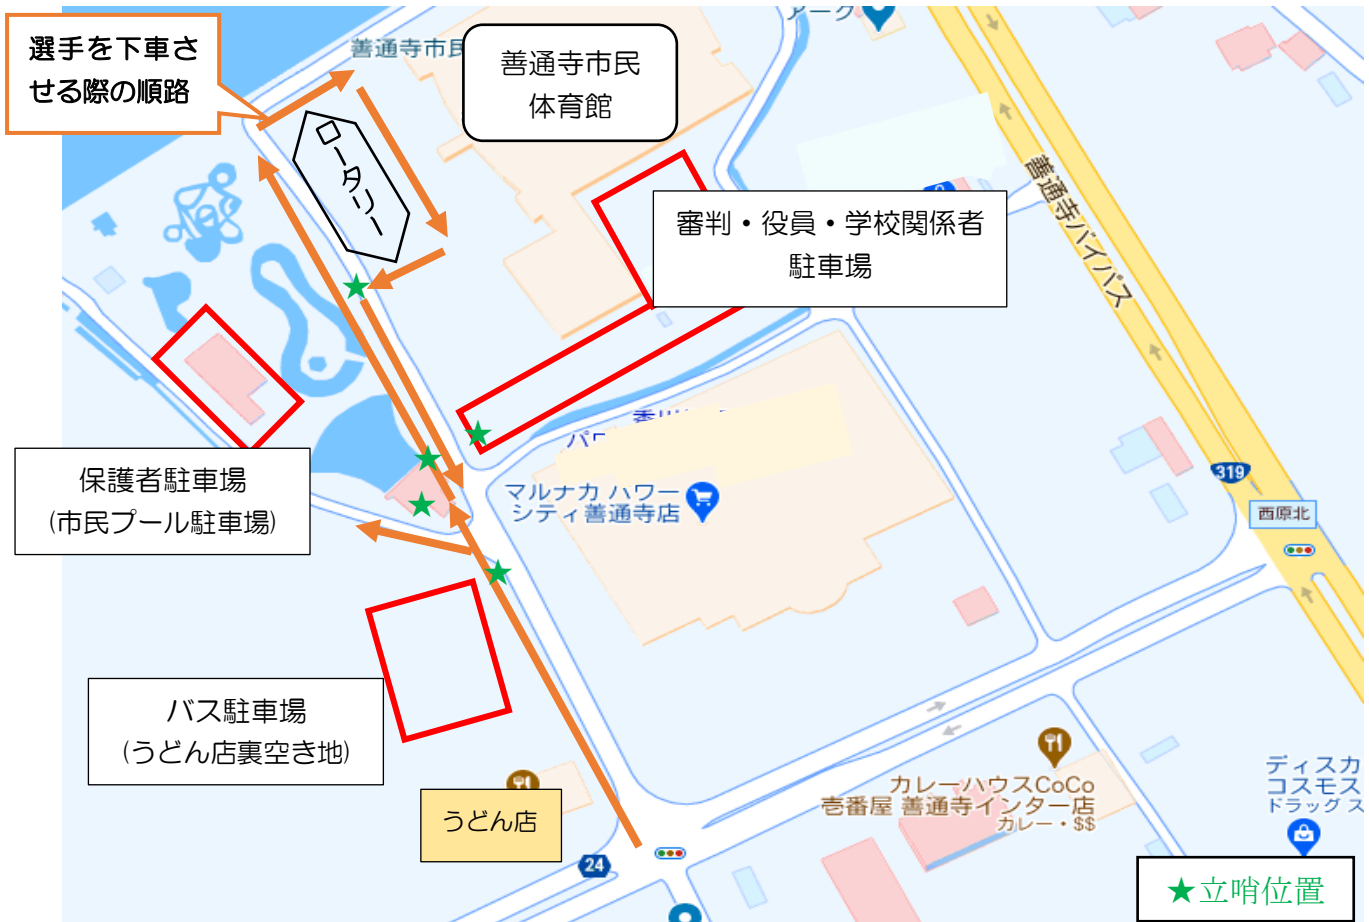 選手を下車さ
せる際の順路
善通寺市民
体育館
アーク
ロータリー
審判・役員・学校関係者
駐車場
善通寺バイパス
保護者駐車場
(市民プール駐車場)
マルナカ パワー
シティ善通寺店
319
西原北
バス駐車場
(うどん店裏空き地)
うどん店
24
カレーハウスCoCo
壱番屋 善通寺インター店
カレー・$$
ディスカ
コスモス
ドラッグ ス
★立哨位置